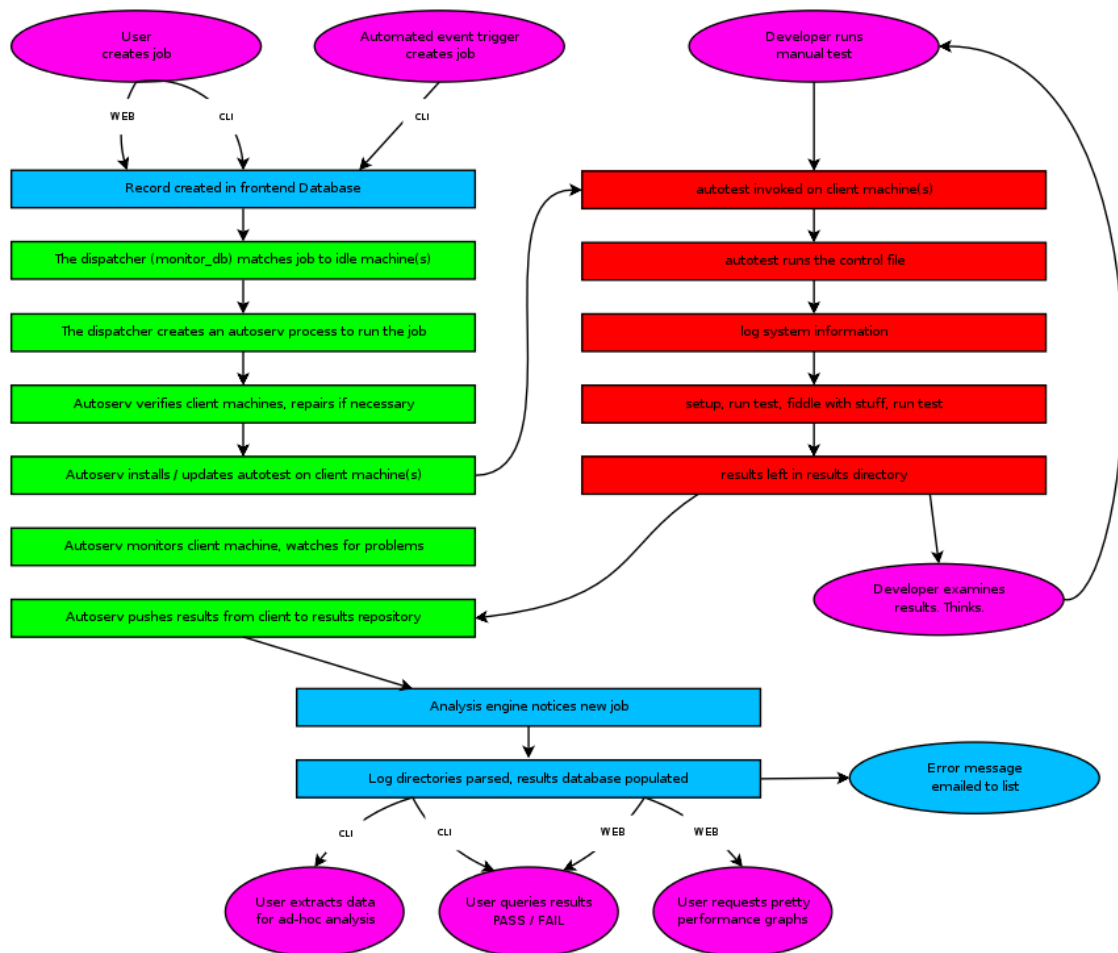 User
creates job
Automated event trigger
creates job
Developer runs
manual test
WEB
CLI
CLI
Record created in frontend Database
autotest invoked on client machine(s)
The dispatcher (monitor_db) matches job to idle machine(s)
autotest runs the control file
The dispatcher creates an autoserv process to run the job
log system information
Autoserv verifies client machines, repairs if necessary
setup, run test, fiddle with stuff, run test
Autoserv installs / updates autotest on client machine(s)
results left in results directory
Autoserv monitors client machine, watches for problems
Developer examines
results. Thinks.
Autoserv pushes results from client to results repository
Analysis engine notices new job
Log directories parsed, results database populated
Error message
emailed to list
CLI
CLI
WEB
WEB
User extracts data
for ad-hoc analysis
User queries results
PASS / FAIL
User requests pretty
performance graphs